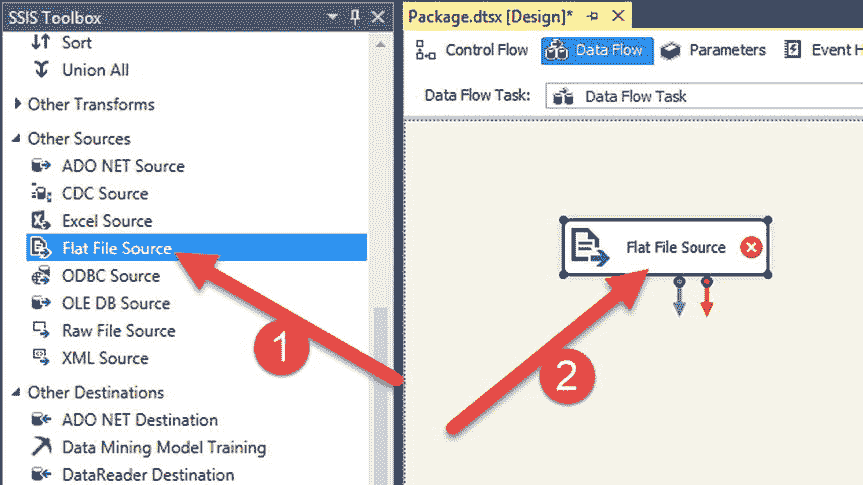 SSIS Toolbox
Sort
Union All
Other Transforms
Other Sources
ADO NET Source
CDC Source
Excel Source
Flat File Source
ODBC Source
OLE DB Source
Raw File Source
XML Source
Other Destinations
ADO NET Destination
Data Mining Model Training
DataReader Destination
1
Package.dtsx [Design]*
Control Flow Data Flow Parameters Event H
Data Flow Task: Data Flow Task
Flat File Source
2